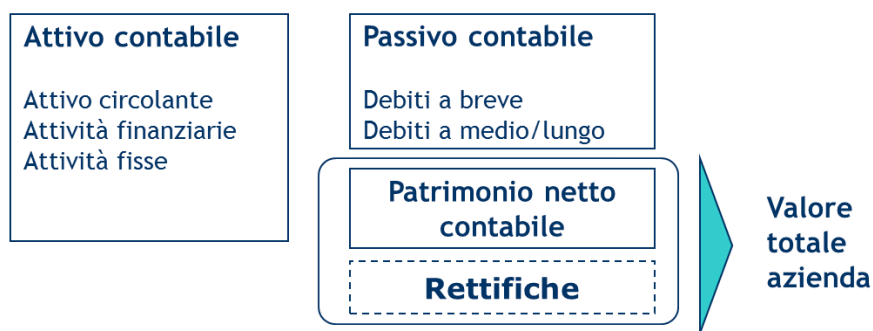 Attivo contabile
Attivo circolante
Attività finanziarie
Attività fisse
Passivo contabile
Debiti a breve
Debiti a medio/lungo
Patrimonio netto
contabile
Rettifiche
Valore
totale
azienda